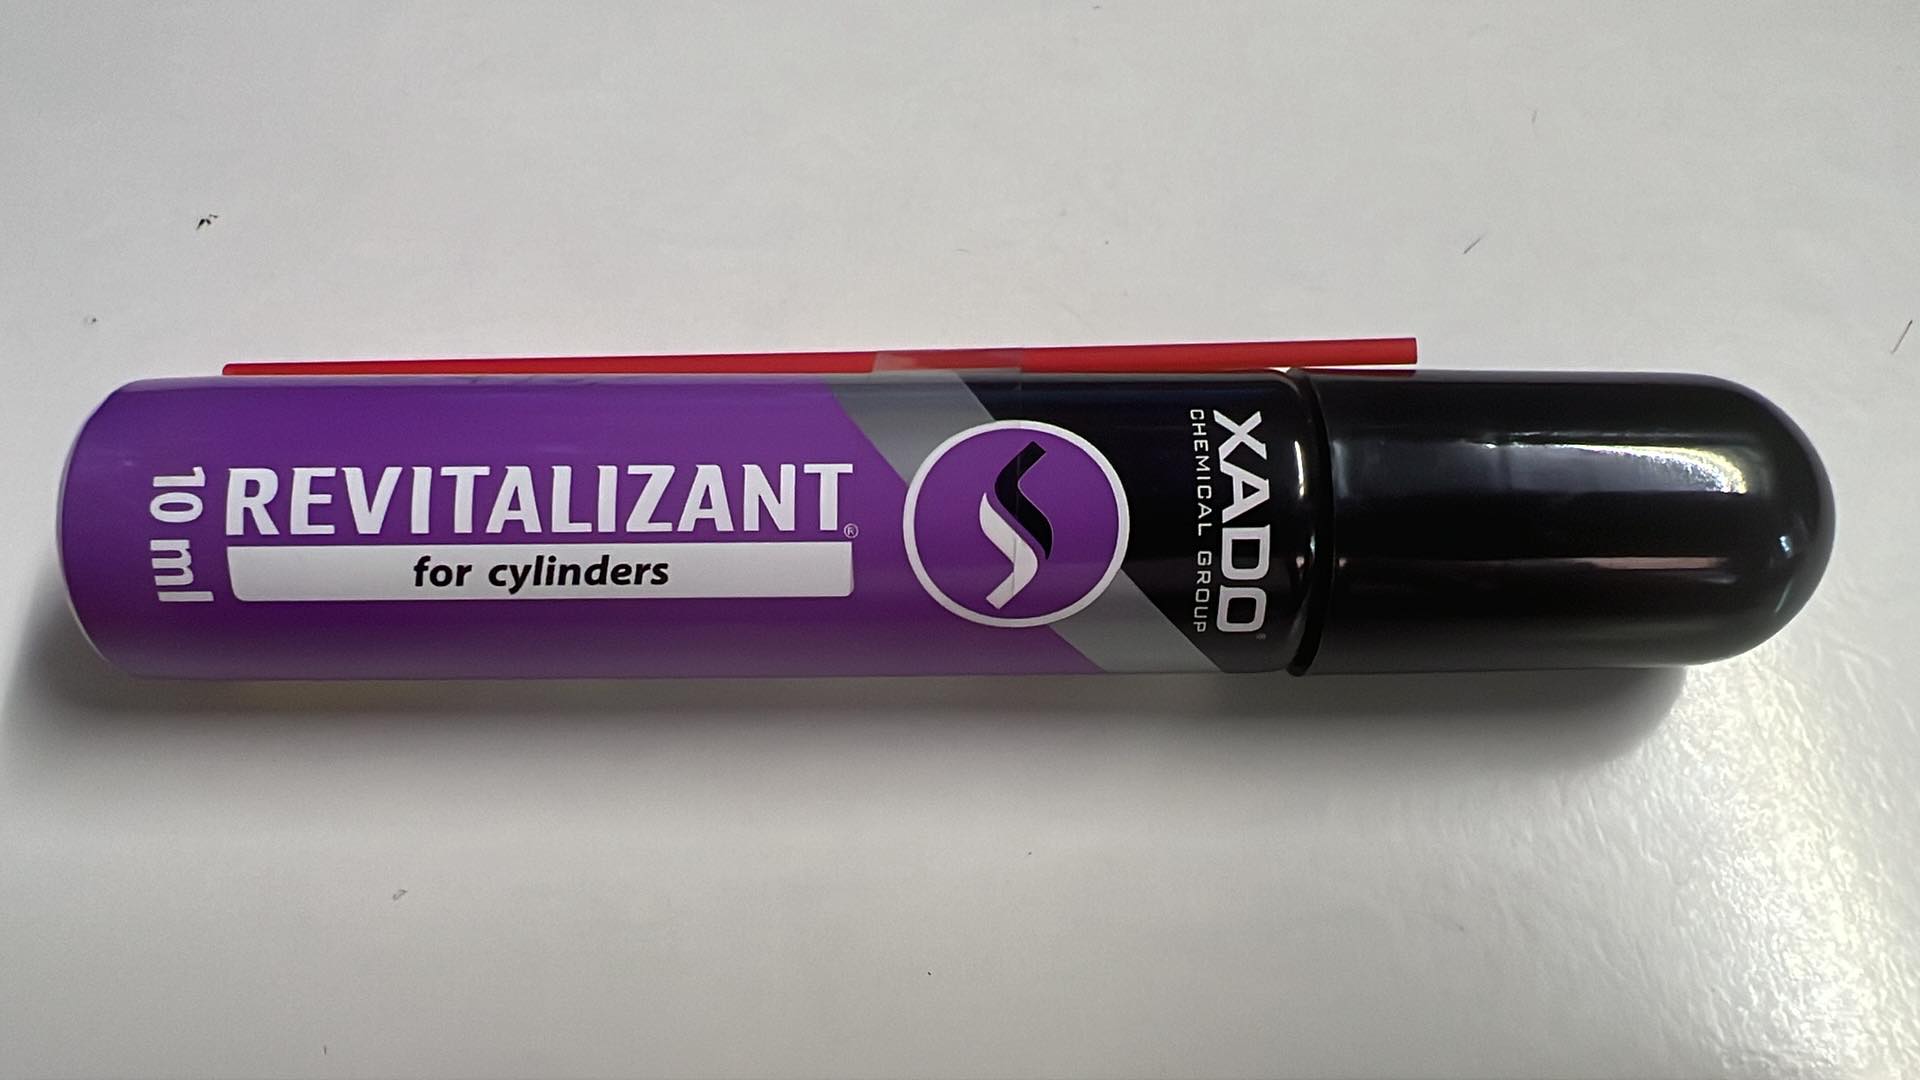 10 ml
REVITALIZANT®
for cylinders
XADO®
CHEMICAL GROUP